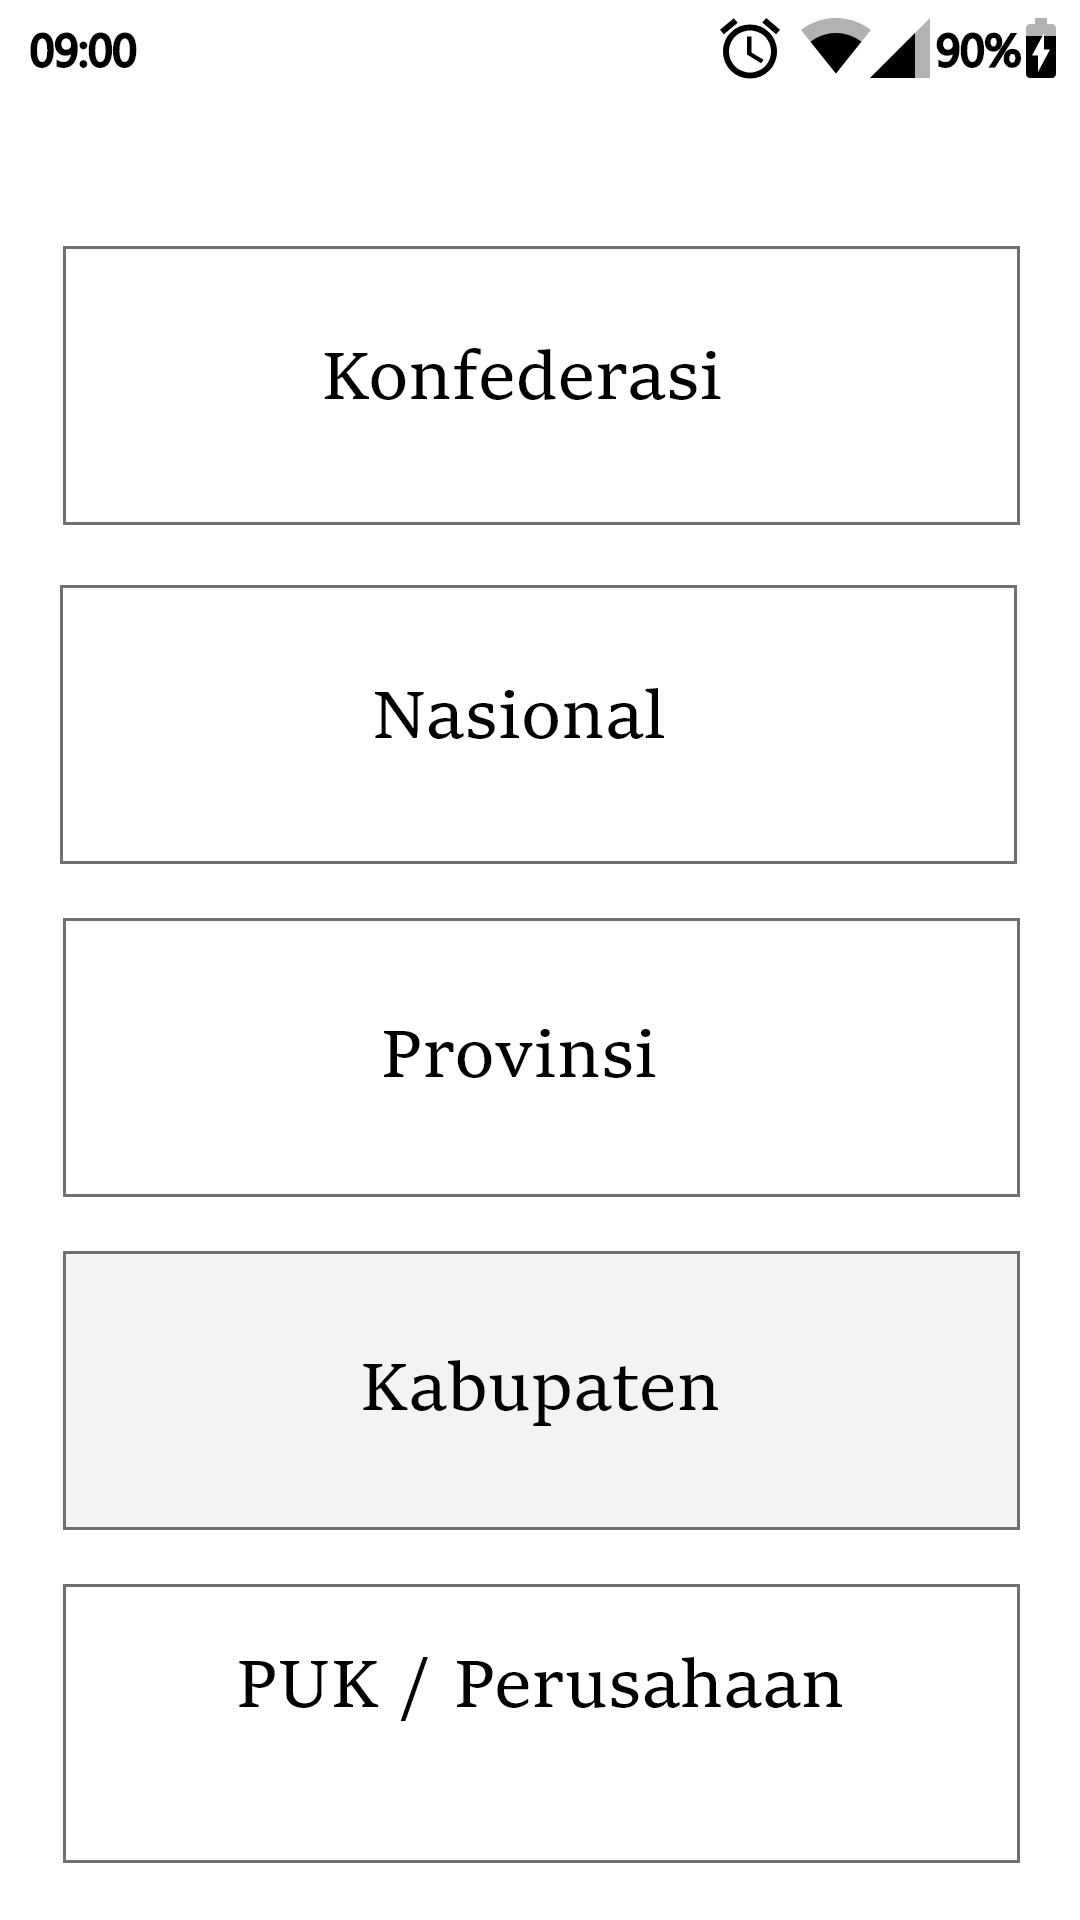 09:00 90%
Konfederasi
Nasional
Provinsi
Kabupaten
PUK / Perusahaan